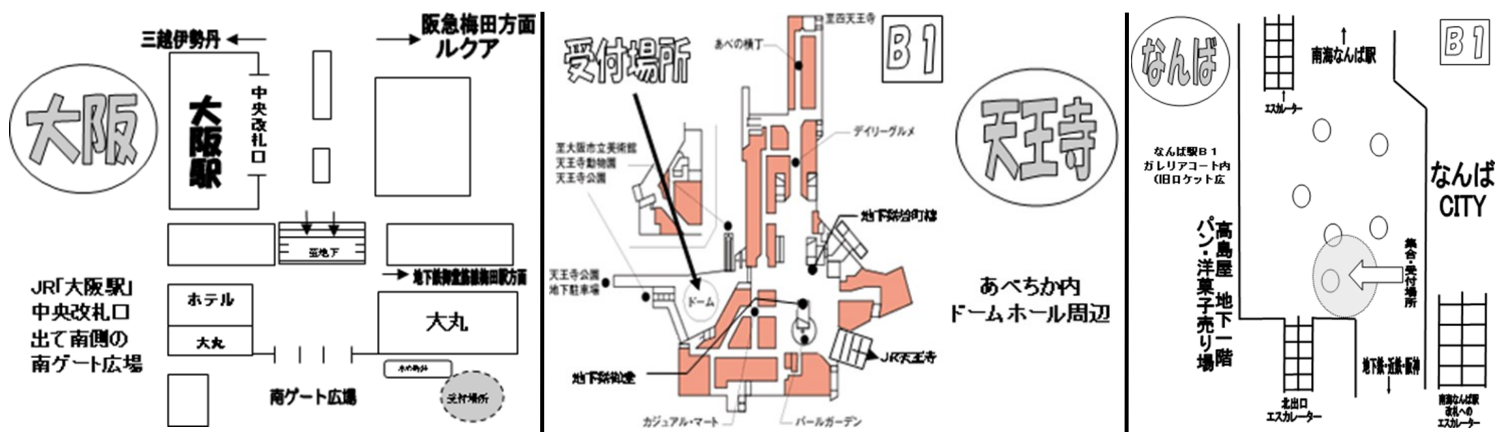 大阪
三越伊勢丹
阪急梅田方面
ルクア
大阪駅
中央改札口
至地下
地下鉄御堂筋線梅田駅方面
JR「大阪駅」
中央改札口
出て南側の
南ゲート広場
ホテル
大丸
大丸
水の時計
受付場所
南ゲート広場
受付場所
B1
天王寺
至四天王寺
あべの横丁
デイリーグルメ
至大阪市立美術館
天王寺動物園
天王寺公園
地下鉄谷町線
天王寺公園
地下駐車場
ドーム
あべちか内
ドームホール周辺
JR天王寺
地下鉄御堂
カジュアル・マート
パールガーデン
なんば
B1
南海なんば駅
エスカレーター
なんば駅B1
ガレリアコート内
(旧ロケット広
なんば
CITY
高島屋 地下一階
パン・洋菓子売り場
集合・受付場所
地下鉄・近鉄・阪神
北出口
エスカレーター
南海なんば駅
改札への
エスカレーター